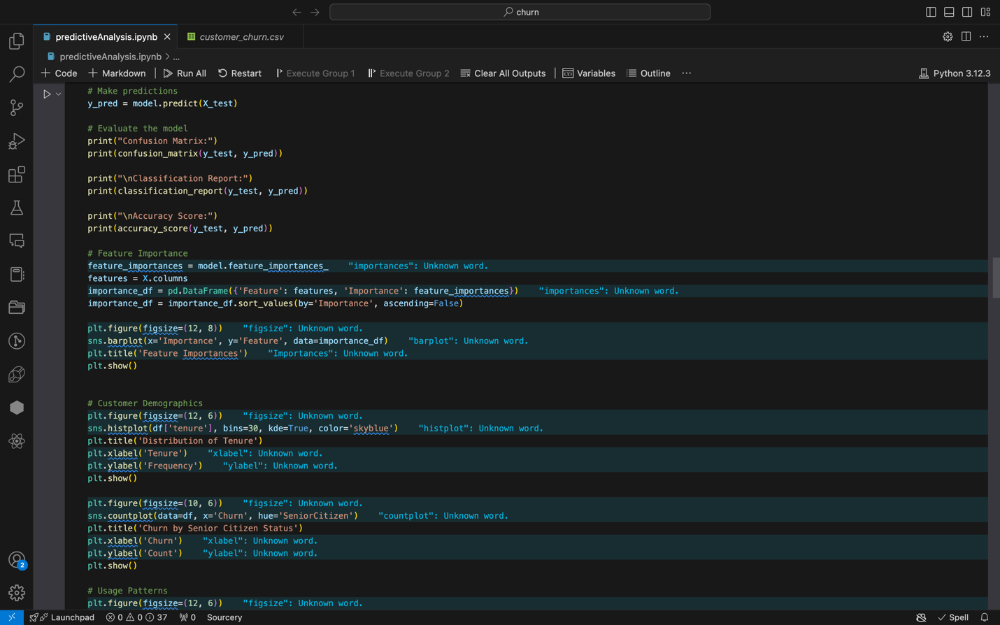 churn
predictiveAnalysis.ipynb
customer_churn.csv
predictiveAnalysis.ipynb > ...
+ Code + Markdown | Run All Restart Execute Group 1 Execute Group 2 Clear All Outputs | Variables Outline ... Python 3.12.3
# Make predictions
y_pred = model.predict(X_test)
# Evaluate the model
print("Confusion Matrix:")
print(confusion_matrix(y_test, y_pred))
print("\nClassification Report:")
print(classification_report(y_test, y_pred))
print("\nAccuracy Score:")
print(accuracy_score(y_test, y_pred))
# Feature Importance
feature_importances = model.feature_importances_ "importances": Unknown word.
features = X.columns
importance_df = pd.DataFrame({'Feature': features, 'Importance': feature_importances}) "importances": Unknown word.
importance_df = importance_df.sort_values(by='Importance', ascending=False)
plt.figure(figsize=(12, 8)) "figsize": Unknown word.
sns.barplot(x='Importance', y='Feature', data=importance_df) "barplot": Unknown word.
plt.title('Feature Importances') "Importances": Unknown word.
plt.show()
# Customer Demographics
plt.figure(figsize=(12, 6)) "figsize": Unknown word.
sns.histplot(df['tenure'], bins=30, kde=True, color='skyblue') "histplot": Unknown word.
plt.title('Distribution of Tenure')
plt.xlabel('Tenure') "xlabel": Unknown word.
plt.ylabel('Frequency') "ylabel": Unknown word.
plt.show()
plt.figure(figsize=(10, 6)) "figsize": Unknown word.
sns.countplot(data=df, x='Churn', hue='SeniorCitizen') "countplot": Unknown word.
plt.title('Churn by Senior Citizen Status')
plt.xlabel('Churn') "xlabel": Unknown word.
plt.ylabel('Count') "ylabel": Unknown word.
plt.show()
# Usage Patterns
plt.figure(figsize=(12, 6)) "figsize": Unknown word.
2
Launchpad 0 0 37 0 Sourcery Spell